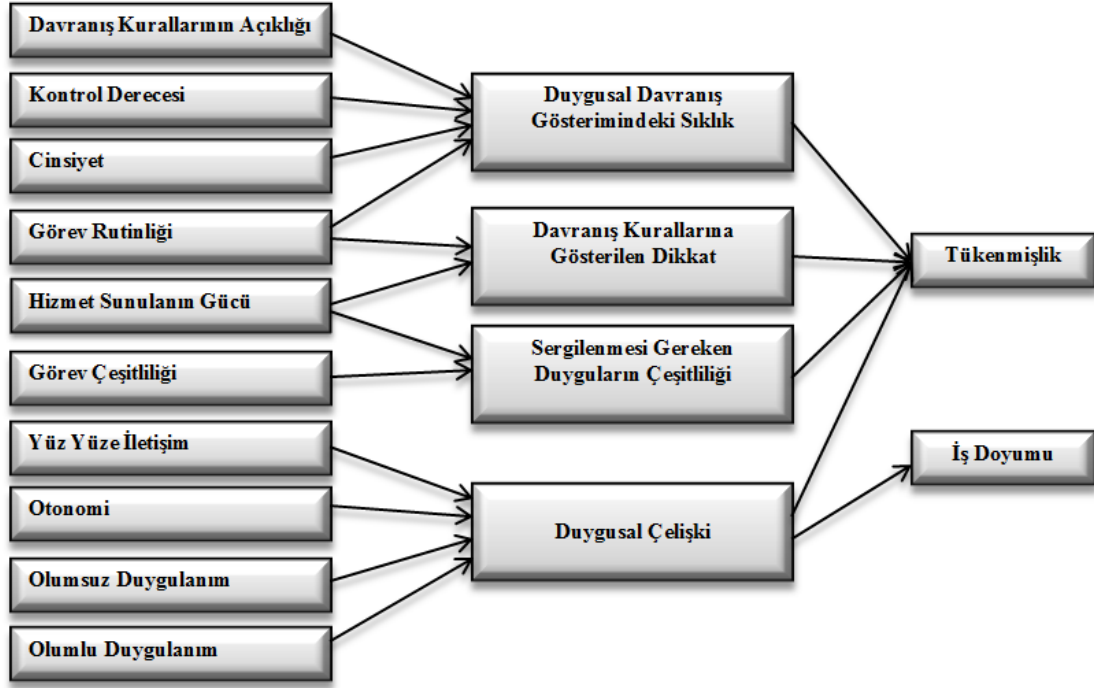 Davranış Kurallarının Açıklığı
Kontrol Derecesi
Cinsiyet
Görev Rutinliği
Hizmet Sunulanın Gücü
Görev Çeşitliliği
Yüz Yüze İletişim
Otonomi
Olumsuz Duygulanım
Olumlu Duygulanım
Duygusal Davranış
Gösterimindeki Sıklık
Davranış Kurallarına
Gösterilen Dikkat
Sergilenmesi Gereken
Duyguların Çeşitliliği
Duygusal Çelişki
Tükenmişlik
İş Doyumu